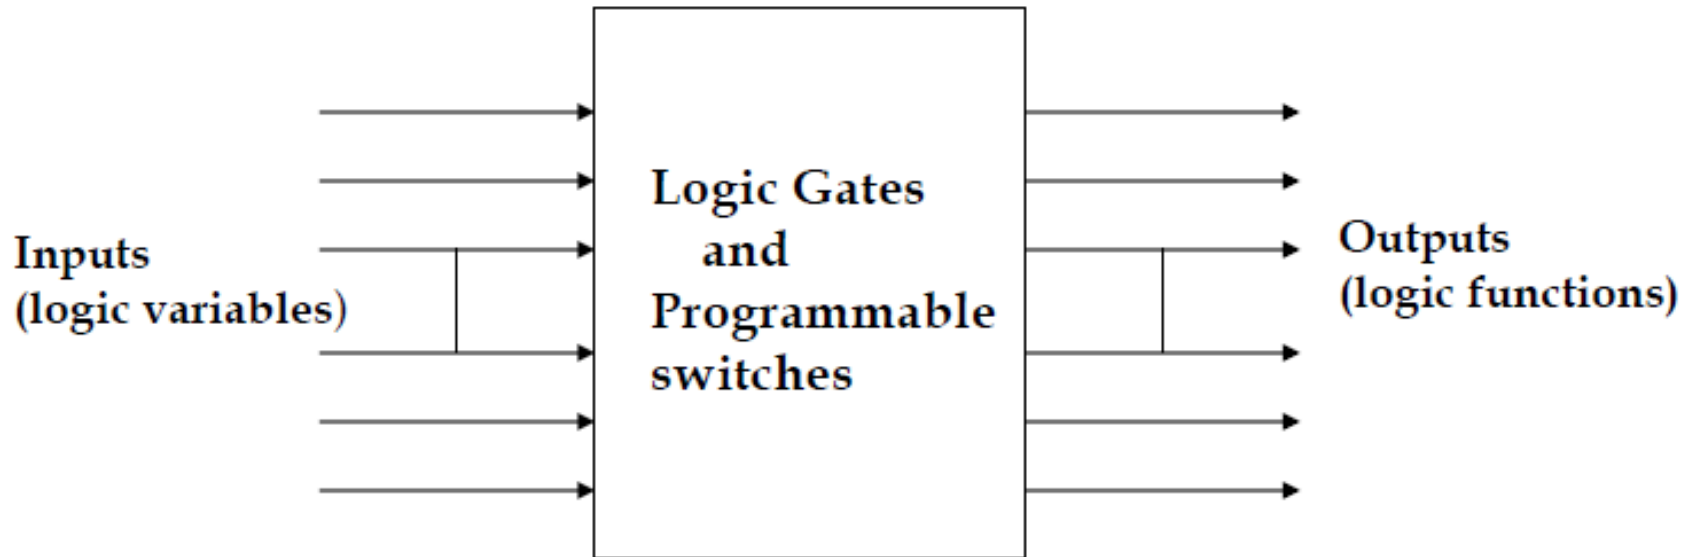 Inputs
(logic variables)
Logic Gates
and
Programmable
switches
Outputs
(logic functions)